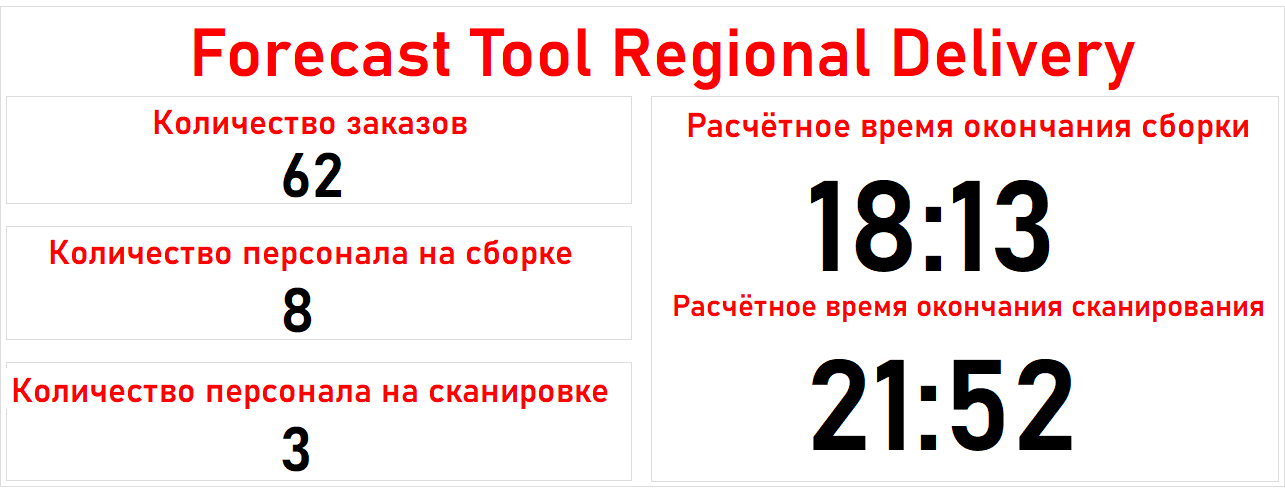 Forecast Tool Regional Delivery
Количество заказов
62
Количество персонала на сборке
8
Количество персонала на сканировке
3
Расчётное время окончания сборки
18:13
Расчётное время окончания сканирования
21:52